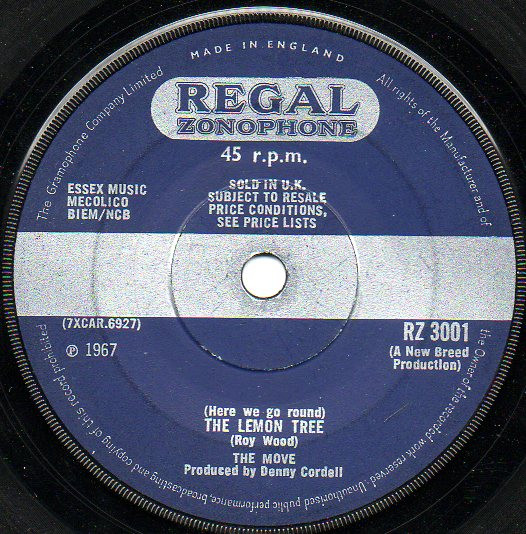 MADE IN ENGLAND
The Gramophone Company Limited
All rights of the Manufacturer and of
REGAL
ZONOPHONE
45 r.p.m.
ESSEX MUSIC
MECOLICO
BIEM/NCB
SOLD IN U.K.
SUBJECT TO RESALE
PRICE CONDITIONS,
SEE PRICE LISTS
(7XCAR.6927)
℗ 1967
RZ 3001
(A New Breed
Production)
(Here we go round)
THE LEMON TREE
(Roy Wood)
THE MOVE
Produced by Denny Cordell
the Owner of the recorded work reserved. Unauthorised public performance, broadcasting and copying of this record prohibited